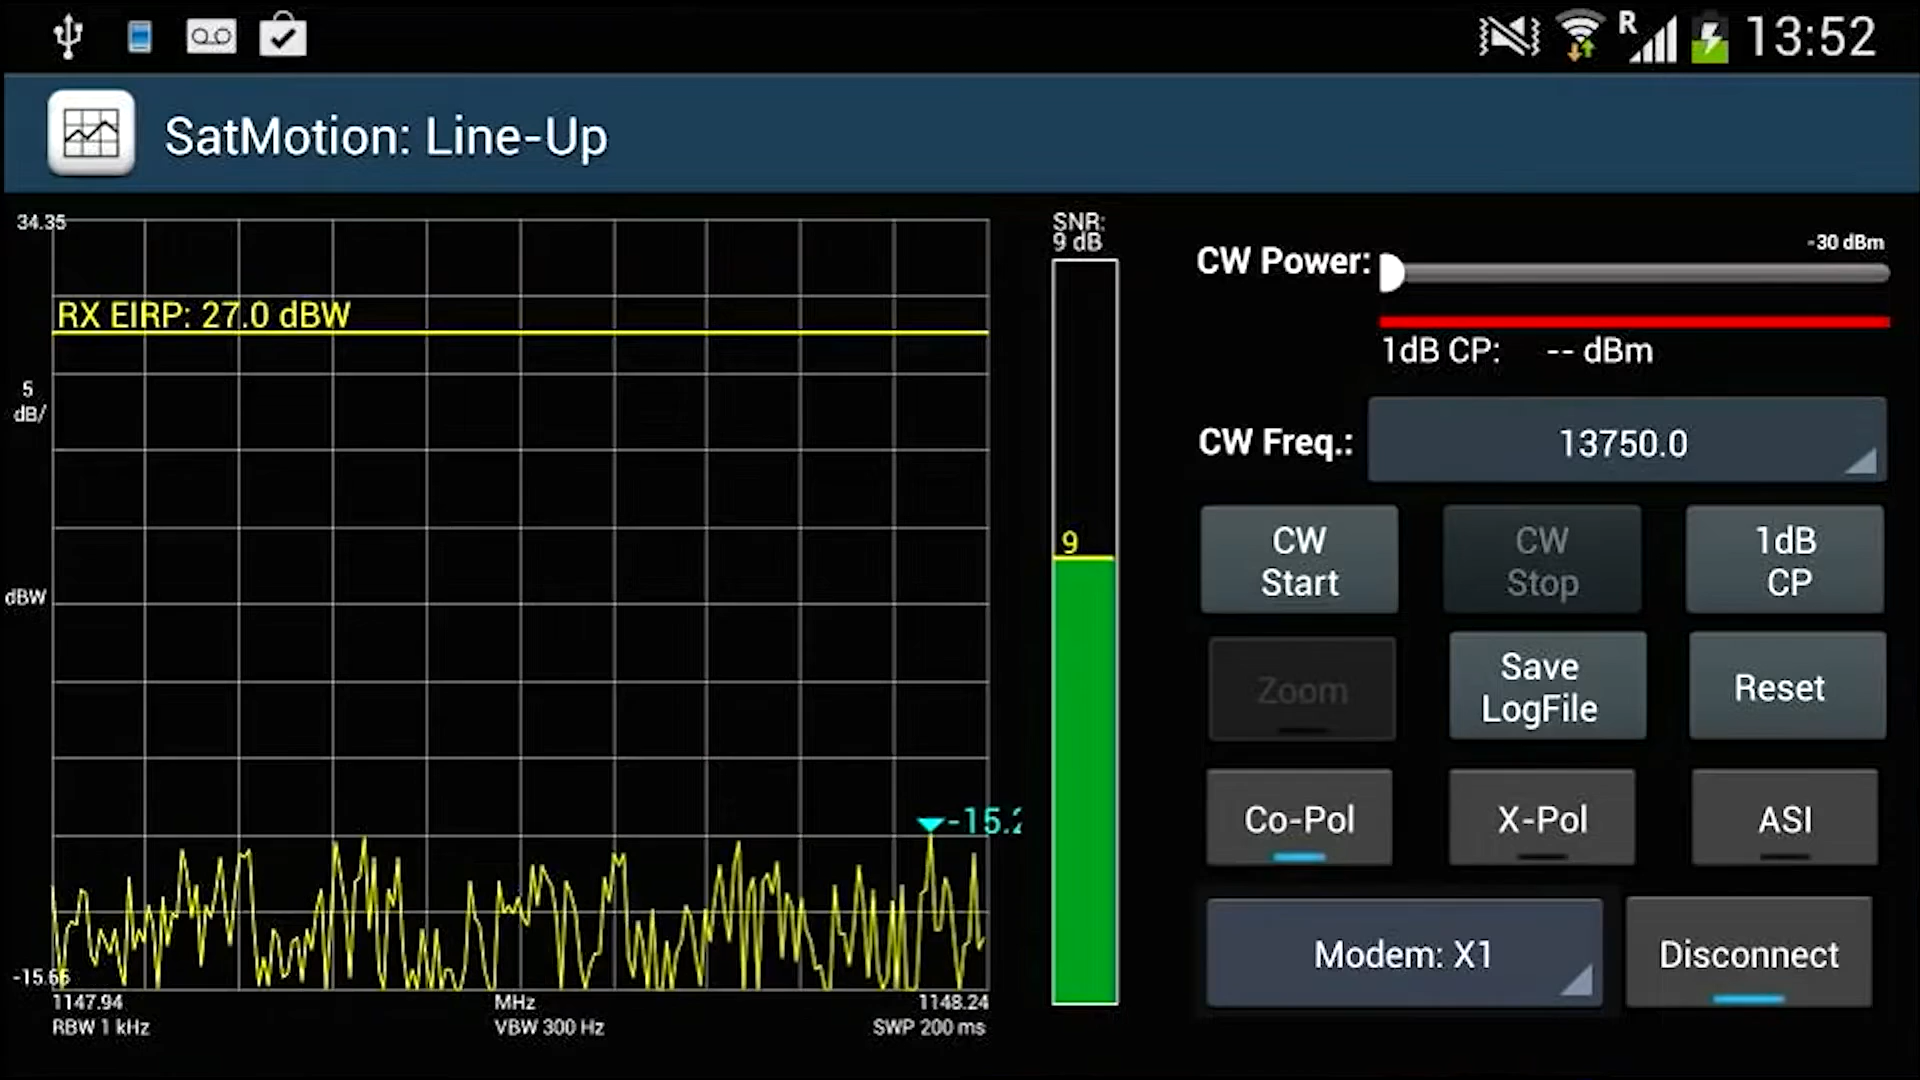 R
13:52
SatMotion: Line-Up
34.35
RX EIRP: 27.0 dBW
5
dB/
dBW
-15.2
-15.66
1147.94
MHz
1148.24
RBW 1 kHz
VBW 300 Hz
SWP 200 ms
SNR:
9 dB
9
CW Power:
-30 dBm
1dB CP: -- dBm
CW Freq.:
13750.0
CW
Start
CW
Stop
1dB
CP
Zoom
Save
LogFile
Reset
Co-Pol
X-Pol
ASI
Modem: X1
Disconnect